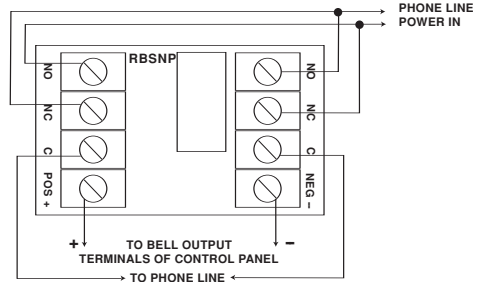 PHONE LINE
POWER IN
RBSNP
NO
NC
C
POS +
NO
NC
C
NEG –
+
–
TO BELL OUTPUT
TERMINALS OF CONTROL PANEL
TO PHONE LINE